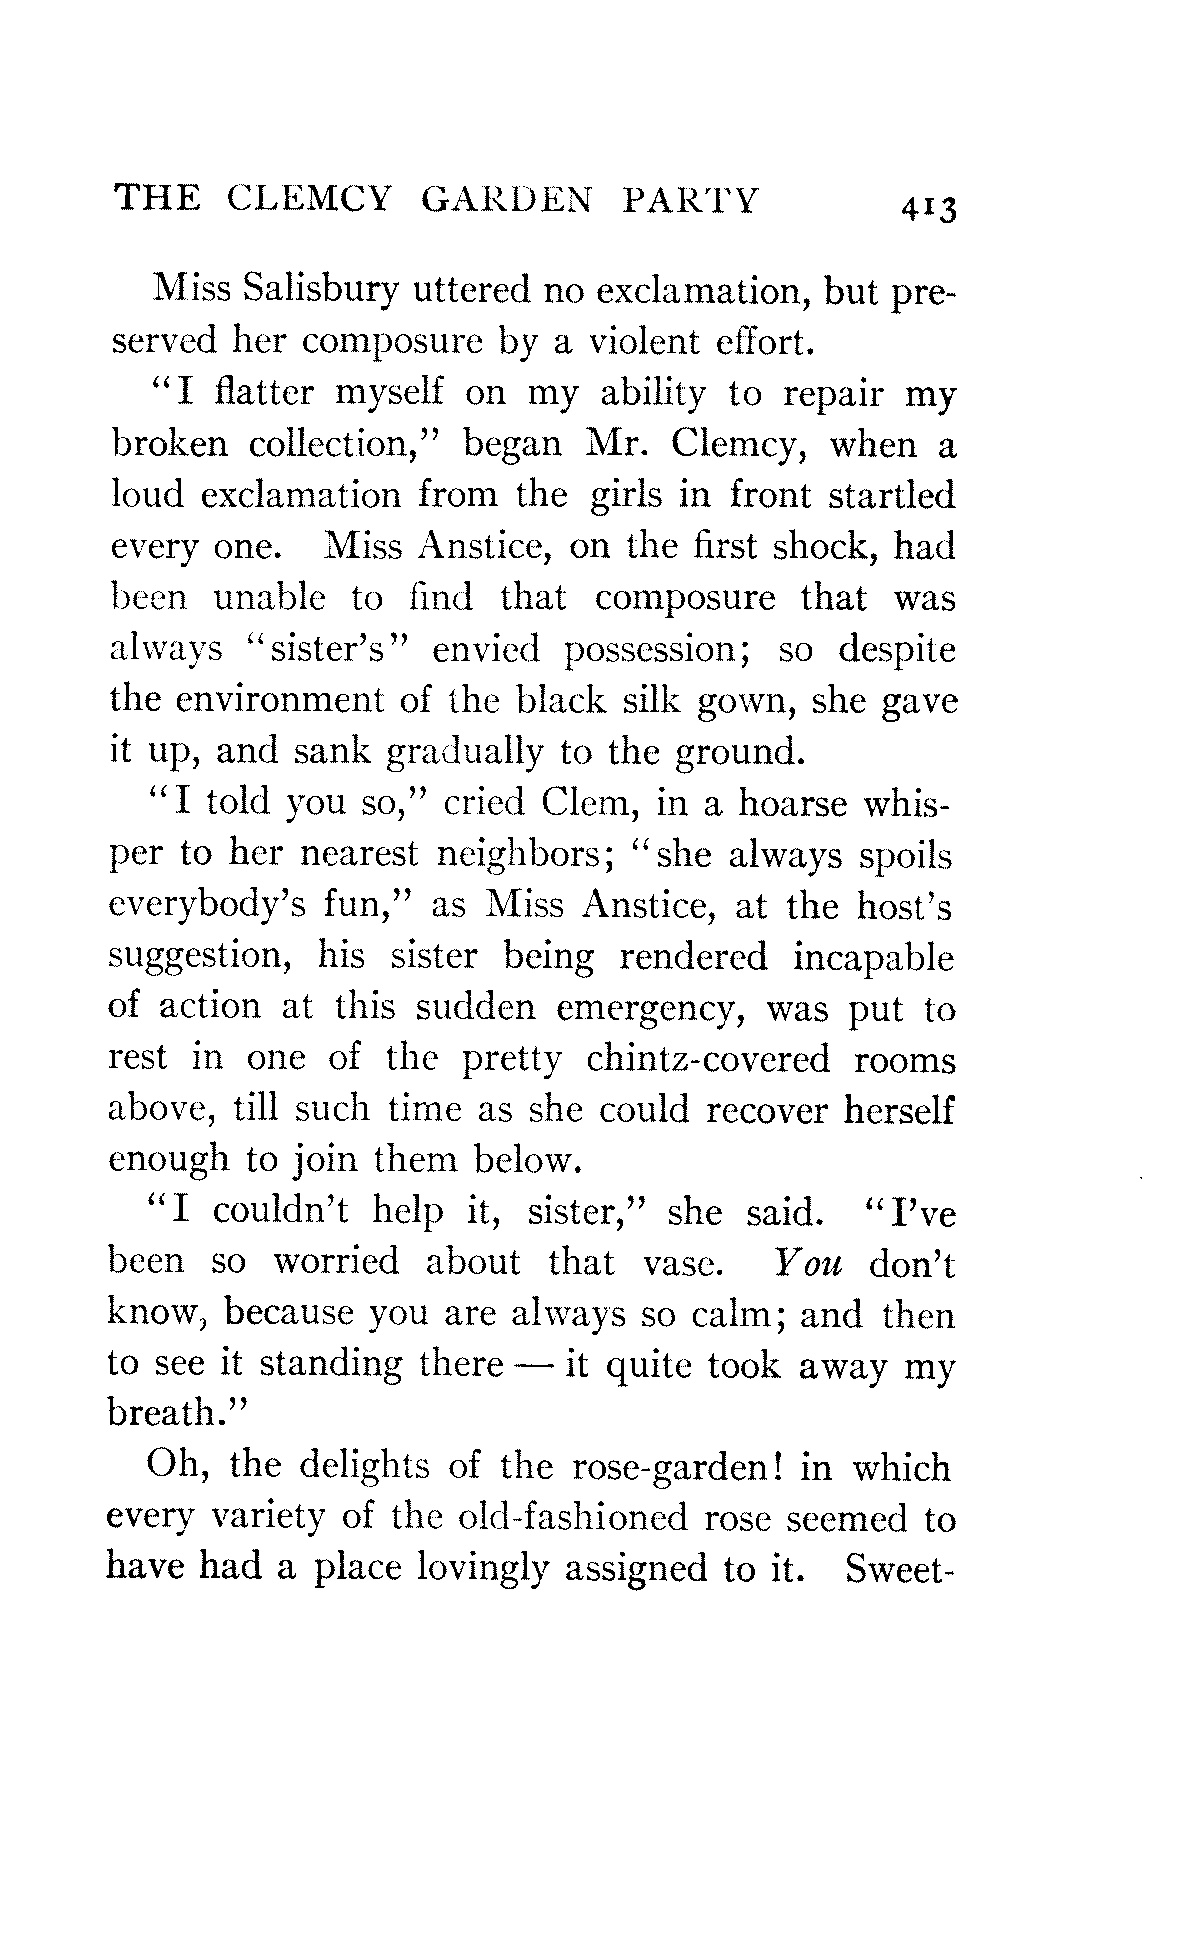 THE CLEMCY GARDEN PARTY 413
Miss Salisbury uttered no exclamation, but pre-
served her composure by a violent effort.
"I flatter myself on my ability to repair my
broken collection," began Mr. Clemcy, when a
loud exclamation from the girls in front startled
every one. Miss Anstice, on the first shock, had
been unable to find that composure that was
always "sister's" envied possession; so despite
the environment of the black silk gown, she gave
it up, and sank gradually to the ground.
"I told you so," cried Clem, in a hoarse whis-
per to her nearest neighbors; "she always spoils
everybody's fun," as Miss Anstice, at the host's
suggestion, his sister being rendered incapable
of action at this sudden emergency, was put to
rest in one of the pretty chintz-covered rooms
above, till such time as she could recover herself
enough to join them below.
"I couldn't help it, sister," she said. "I've
been so worried about that vase. You don't
know, because you are always so calm; and then
to see it standing there — it quite took away my
breath."
Oh, the delights of the rose-garden! in which
every variety of the old-fashioned rose seemed to
have had a place lovingly assigned to it. Sweet-